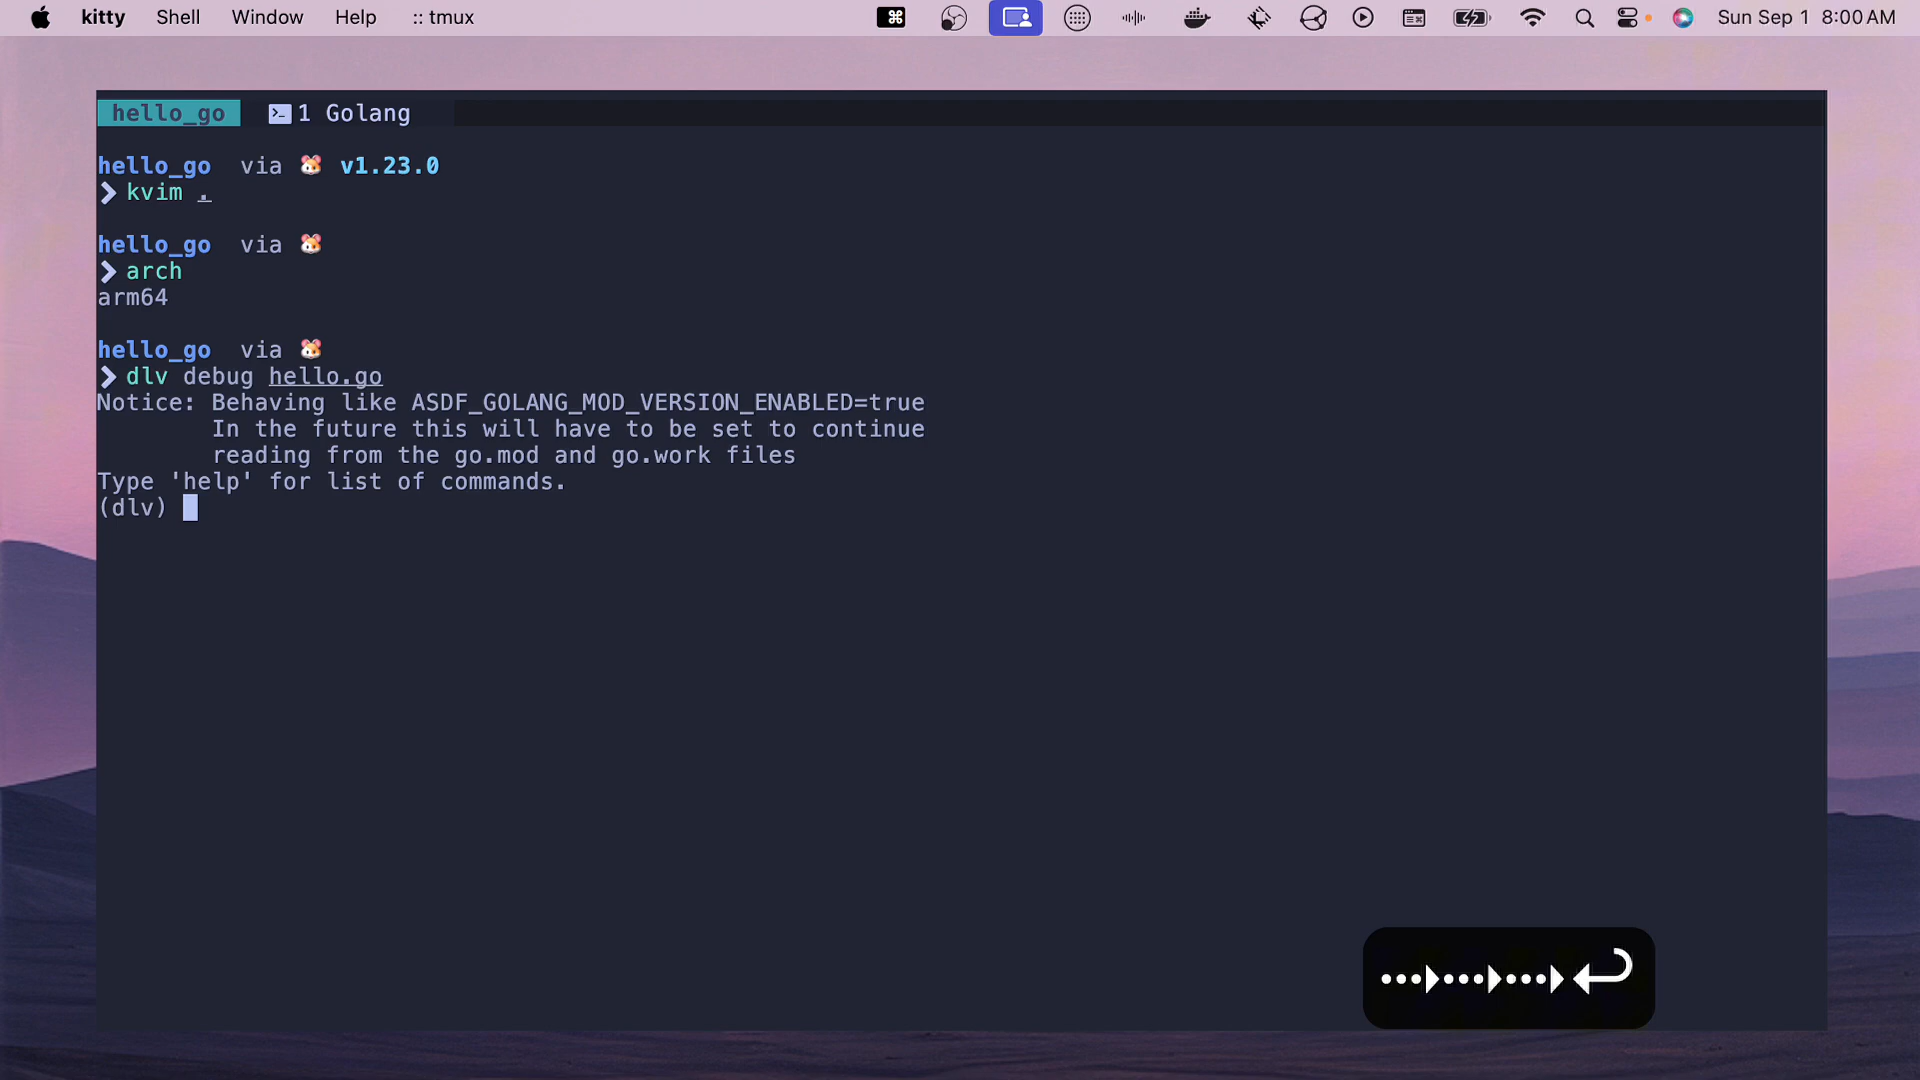 kitty Shell Window Help :: tmux Sun Sep 1 8:00 AM
hello_go 1 Golang
hello_go via v1.23.0
❯ kvim .
hello_go via
❯ arch
arm64
hello_go via
❯ dlv debug hello.go
Notice: Behaving like ASDF_GOLANG_MOD_VERSION_ENABLED=true
In the future this will have to be set to continue
reading from the go.mod and go.work files
Type 'help' for list of commands.
(dlv)